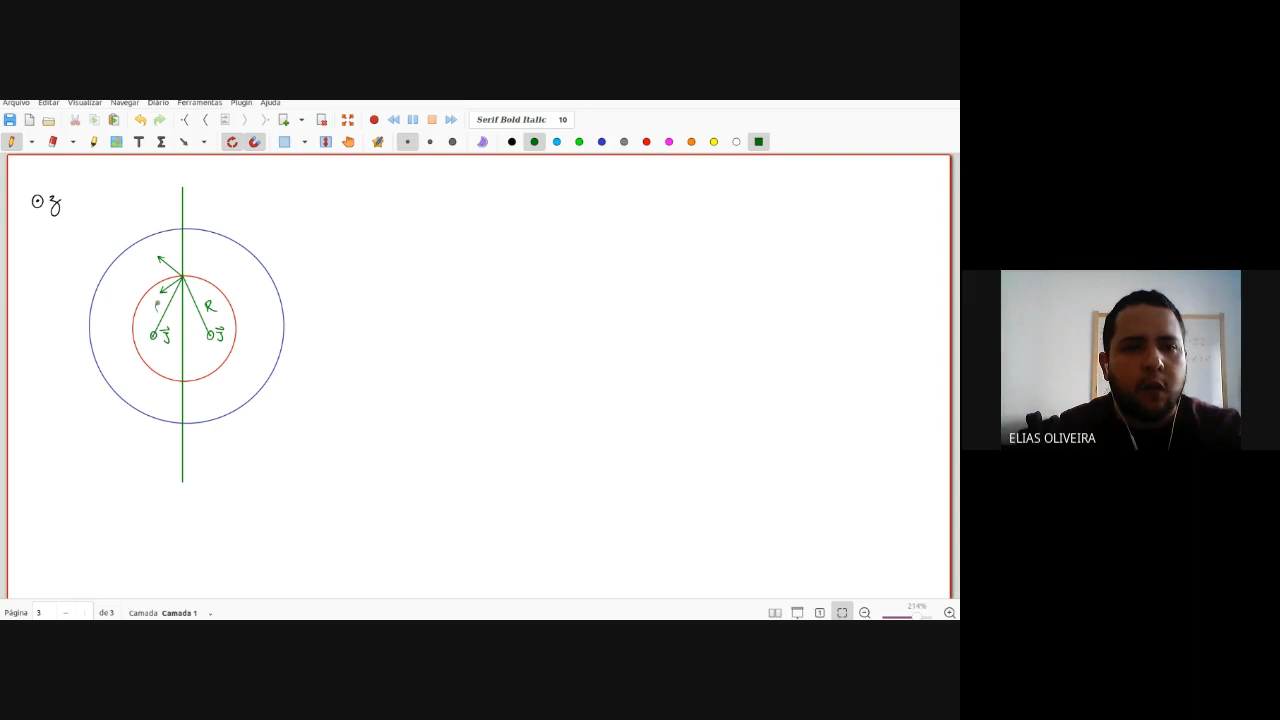 Arquivo Editar Visualizar Navegar Diário Ferramentas Plugin Ajuda
Serif Bold Italic 10
⊙ z
R
⊙ J⃗ ⊙ J⃗
ELIAS OLIVEIRA
Página 3 de 3 Camada Camada 1 214%